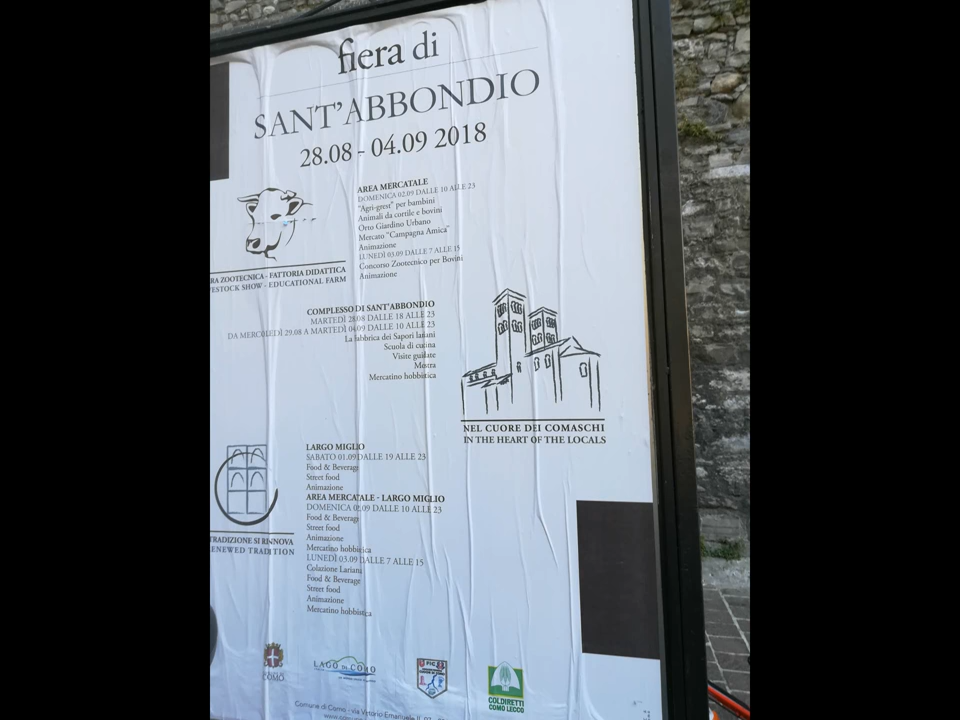 fiera di
SANT'ABBONDIO
28.08 - 04.09 2018
AREA MERCATALE
DOMENICA 02.09 DALLE 10 ALLE 23
"Agri-grest" per bambini
Animali da cortile e bovini
Orto Giardino Urbano
Mercato "Campagna Amica"
Animazione
LUNEDÌ 03.09 DALLE 7 ALLE 15
Concorso Zootecnico per Bovini
Animazione
ZOOTECNICA - FATTORIA DIDATTICA
SHOW - EDUCATIONAL FARM
COMPLESSO DI SANT'ABBONDIO
MARTEDÌ 28.08 DALLE 18 ALLE 23
DA MERCOLEDÌ 29.08 A MARTEDÌ 04.09 DALLE 10 ALLE 23
La fabbrica dei Sapori lariani
Scuola di cucina
Visite guidate
Mostra
Mercatino hobbistica
NEL CUORE DEI COMASCHI
IN THE HEART OF THE LOCALS
LARGO MIGLIO
SABATO 01.09 DALLE 19 ALLE 23
Food & Beverage
Street food
Animazione
AREA MERCATALE - LARGO MIGLIO
DOMENICA 02.09 DALLE 10 ALLE 23
Food & Beverage
Street food
Animazione
Mercatino hobbistica
LUNEDÌ 03.09 DALLE 7 ALLE 15
Colazione Lariana
Food & Beverage
Street food
Animazione
Mercatino hobbistica
TRADIZIONE SI RINNOVA
RENEWED TRADITION
COMO
LAGO DI COMO
COLDIRETTI
COMO LECCO
Comune di Como - via Vittorio Emanuele II,